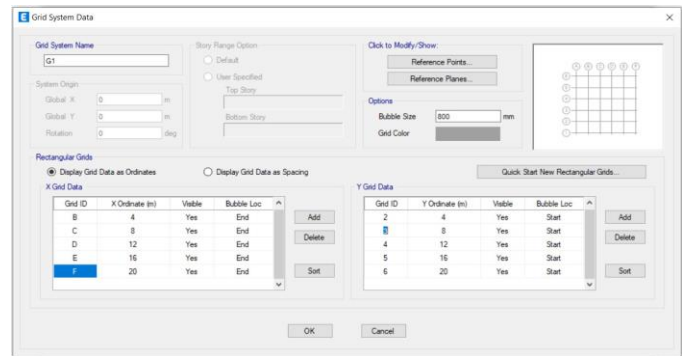 E Grid System Data
Grid System Name
G1
Story Range Option
Default
User Specified
Top Story
Bottom Story
Click to Modify/Show:
Reference Points...
Reference Planes...
System Origin
Global X 0 m
Global Y 0 m
Rotation 0 deg
Options
Bubble Size 800 mm
Grid Color
Rectangular Grids
Display Grid Data as Ordinates Display Grid Data as Spacing Quick Start New Rectangular Grids...
X Grid Data
Grid ID X Ordinate (m) Visible Bubble Loc
B 4 Yes End
C 8 Yes End
D 12 Yes End
E 16 Yes End
F 20 Yes End
Add
Delete
Sort
Y Grid Data
Grid ID Y Ordinate (m) Visible Bubble Loc
2 4 Yes Start
3 8 Yes Start
4 12 Yes Start
5 16 Yes Start
6 20 Yes Start
Add
Delete
Sort
OK Cancel